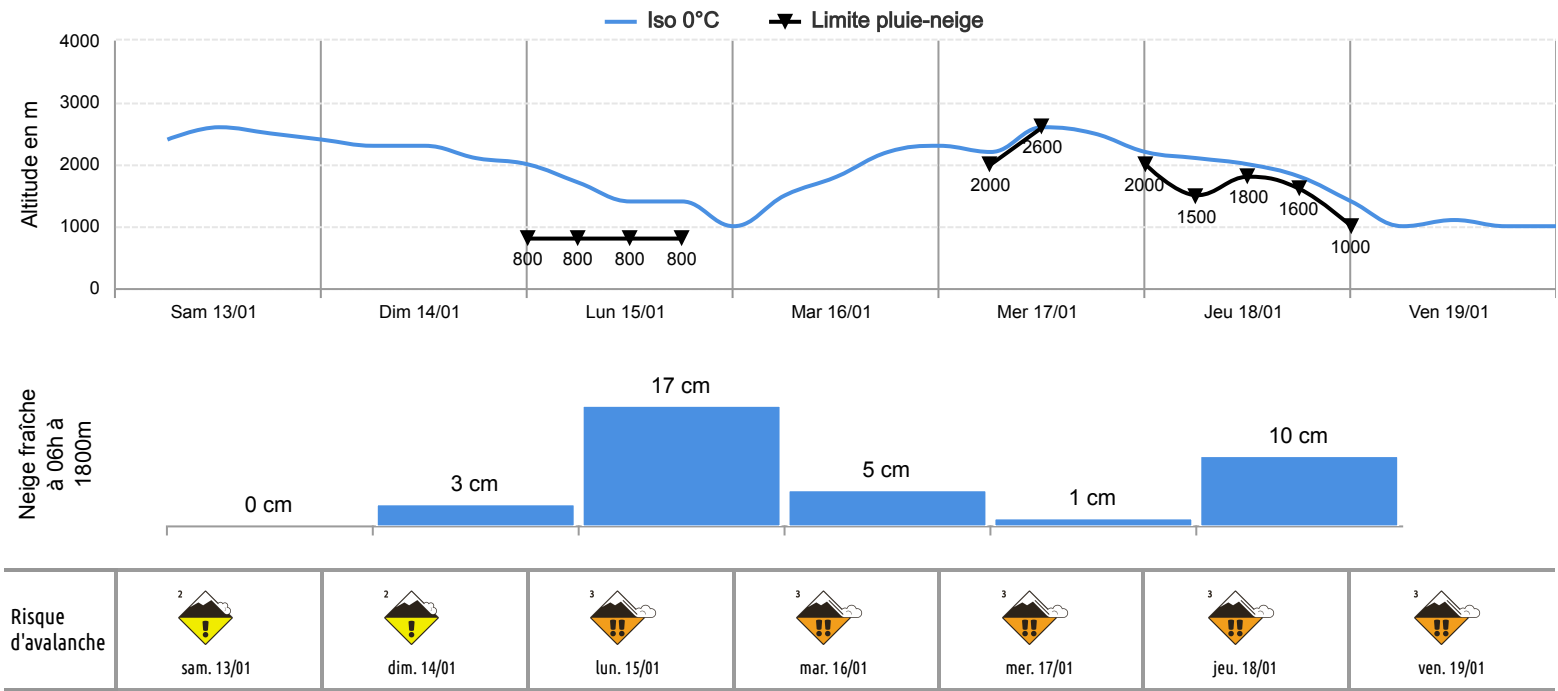 Iso 0°C Limite pluie-neige
4000
3000
2000
1000
0
Altitude en m
2000
2600
2000
1500
1800
1600
1000
800 800 800 800
Sam 13/01 Dim 14/01 Lun 15/01 Mar 16/01 Mer 17/01 Jeu 18/01 Ven 19/01
Neige fraîche
à 06h à
1800m
0 cm 3 cm 17 cm 5 cm 1 cm 10 cm
Risque
d'avalanche
2 2 3 3 3 3 3
! ! !! !! !! !! !!
sam. 13/01 dim. 14/01 lun. 15/01 mar. 16/01 mer. 17/01 jeu. 18/01 ven. 19/01